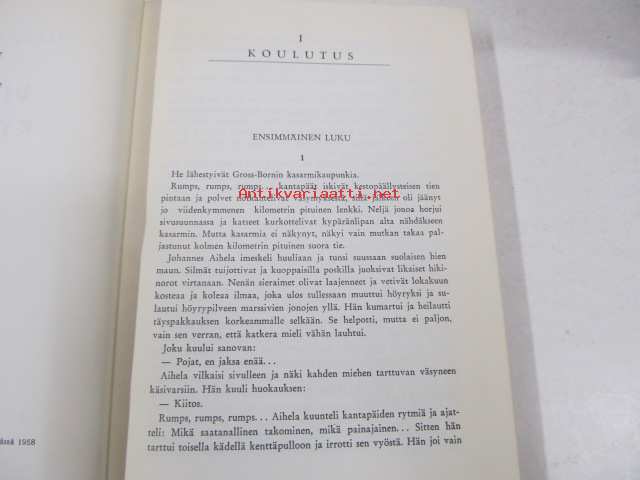 I
KOULUTUS
ENSIMMÄINEN LUKU
1
He lähestyivät Gross-Bornin kasarmikaupunkia.
Rumps, rumps, rumps... kantapäät iskivät kestopäällysteisen tien
Antikvariaatti.net
pintaan ja polvet notkahtelivat väsymyksestä, sillä jälkeen oli jäänyt
jo viidenkymmenen kilometrin pituinen lenkki. Neljä jonoa horjui
sivusuunnassa ja katseet kurkottelivat kypäränlipan alta nähdäkseen
kasarmin. Mutta kasarmia ei näkynyt, näkyi vain mutkan takaa pal-
jastunut kolmen kilometrin pituinen suora tie.
Johannes Aihela imeskeli huuliaan ja tunsi suussaan suolaisen hien
maun. Silmät tuijottivat ja kuoppaisilla poskilla juoksivat likaiset hiki-
norot virtanaan. Nenän sieraimet olivat laajenneet ja vetivät lokakuun
kosteaa ja koleaa ilmaa, joka ulos tullessaan muuttui höyryksi ja su-
lautui höyrypilveen marssivien jonojen yllä. Hän kumartui ja heilautti
täyspakkauksen korkeammalle selkään. Se helpotti, mutta ei paljon,
vain sen verran, että katkera mieli vähän lauhtui.
Joku kuului sanovan:
— Pojat, en jaksa enää...
Aihela vilkaisi sivulleen ja näki kahden miehen tarttuvan väsyneen
käsivarsiin. Hän kuuli huokauksen:
— Kiitos.
Rumps, rumps, rumps... Aihela kuunteli kantapäiden rytmiä ja ajat-
teli: Mikä saatanallinen takominen, mikä painajainen... Sitten hän
tarttui toisella kädellä kenttäpulloon ja irrotti sen vyöstä. Hän joi vain
1958